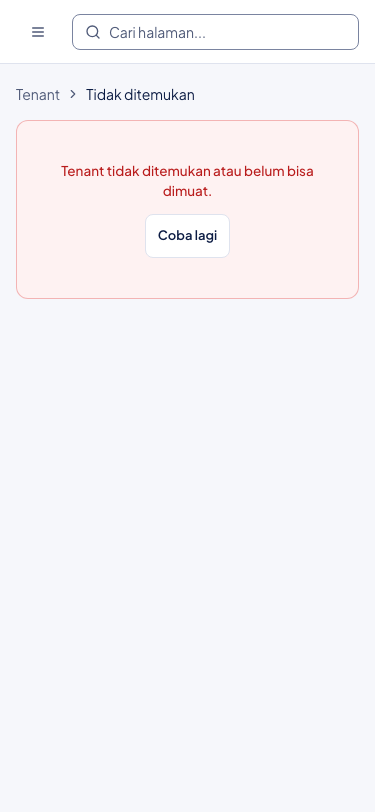 Cari halaman...
Tenant > Tidak ditemukan
Tenant tidak ditemukan atau belum bisa
dimuat.
Coba lagi